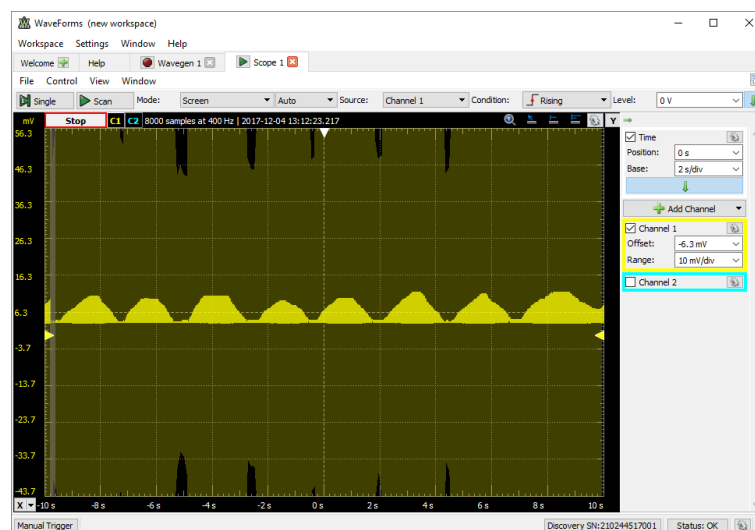 WaveForms (new workspace)
Workspace Settings Window Help
Welcome Help Wavegen 1 Scope 1
File Control View Window
Single Scan Mode: Screen Auto Source: Channel 1 Condition: Rising Level: 0 V
mV Stop C1 C2 8000 samples at 400 Hz | 2017-12-04 13:12:23.217 Y
56.3
46.3
36.3
26.3
16.3
6.3
-3.7
-13.7
-23.7
-33.7
-43.7
X -10 s -8 s -6 s -4 s -2 s 0 s 2 s 4 s 6 s 8 s 10 s
Time
Position: 0 s
Base: 2 s/div
Add Channel
Channel 1
Offset: -6.3 mV
Range: 10 mV/div
Channel 2
Manual Trigger Discovery SN:210244517001 Status: OK